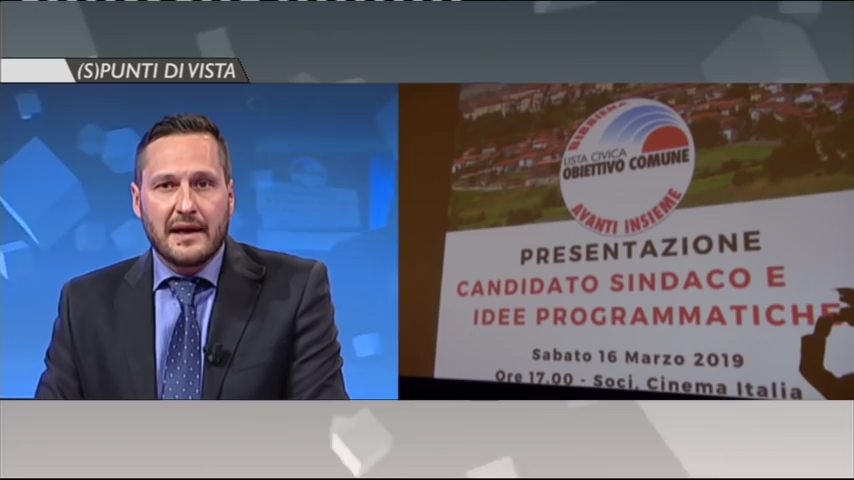 (S)PUNTI DI VISTA
BIBBIENA
LISTA CIVICA
OBIETTIVO COMUNE
AVANTI INSIEME
PRESENTAZIONE
CANDIDATO SINDACO E
IDEE PROGRAMMATICHE
Sabato 16 Marzo 2019
Ore 17.00 - Soci, Cinema Italia